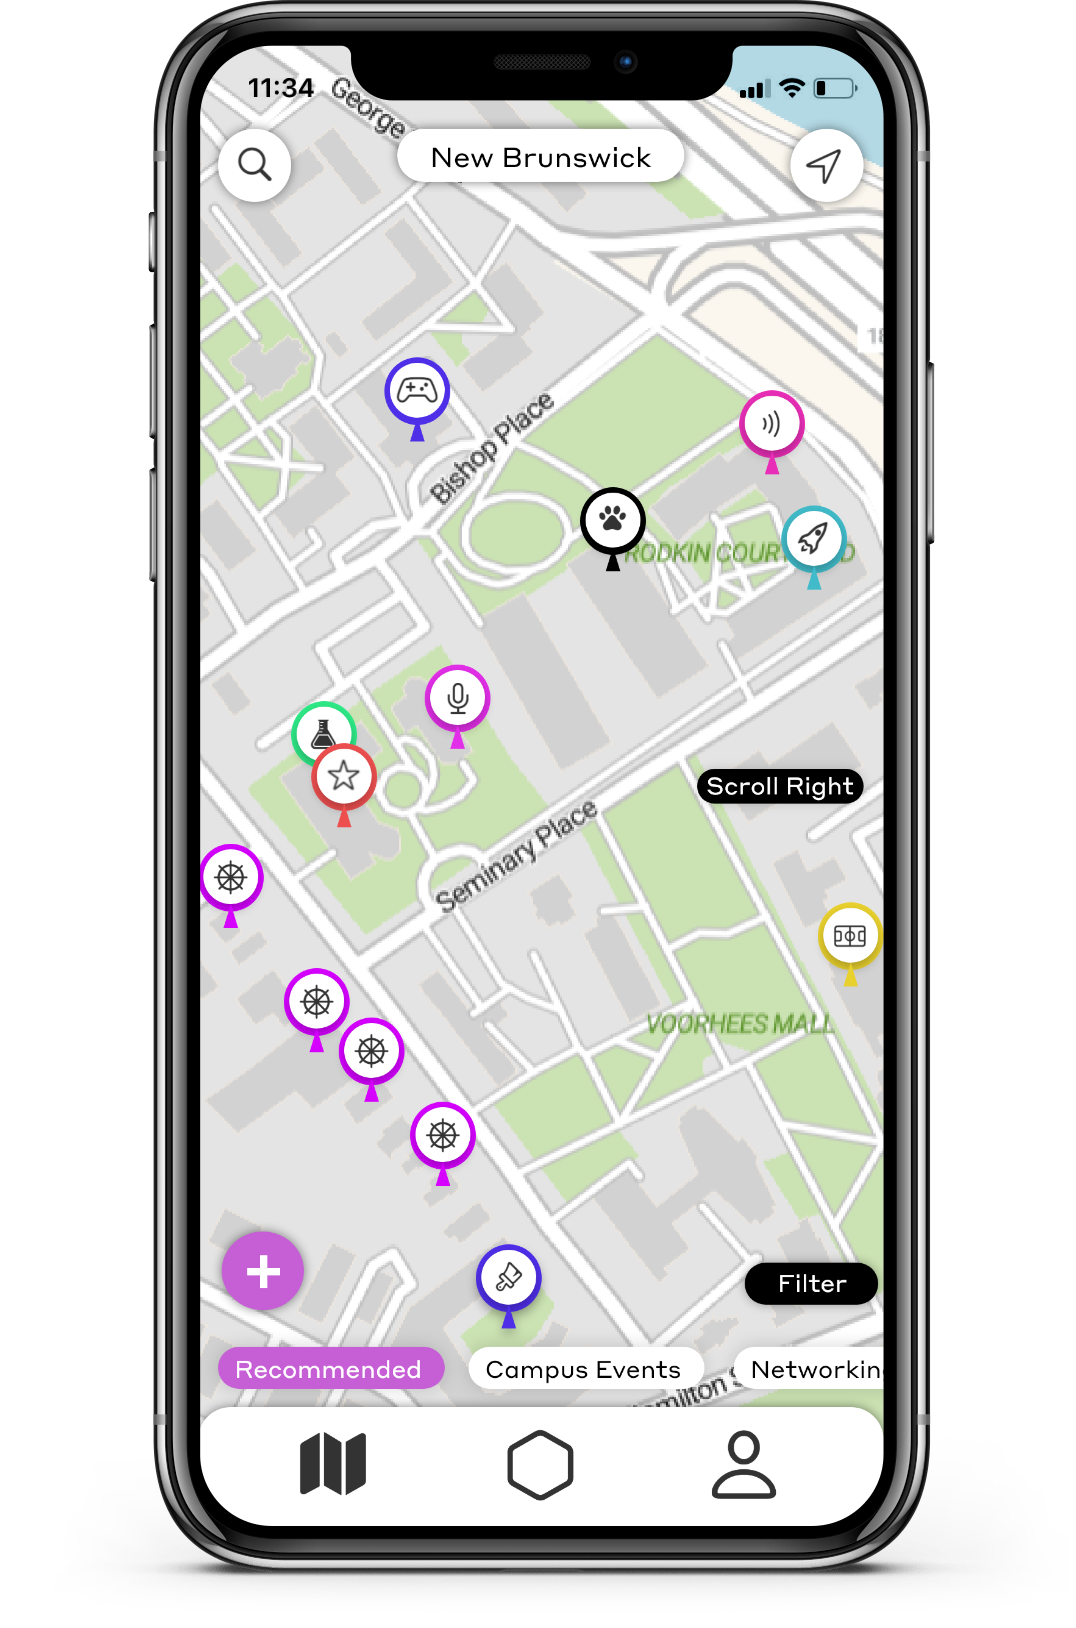 11:34
George
New Brunswick
18
Bishop Place
RODKIN COUR
D
Scroll Right
Seminary Place
VOORHEES MALL
Filter
Recommended
Campus Events
Networkin
milton S